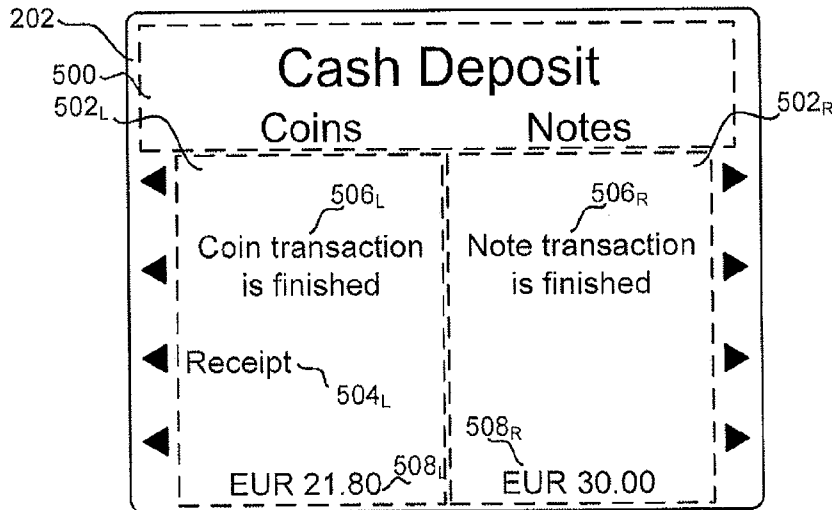 202
500
Cash Deposit
502L
502R
Coins
Notes
506L
506R
Coin transaction
is finished
Note transaction
is finished
Receipt
504L
508R
EUR 21.80
508L
EUR 30.00